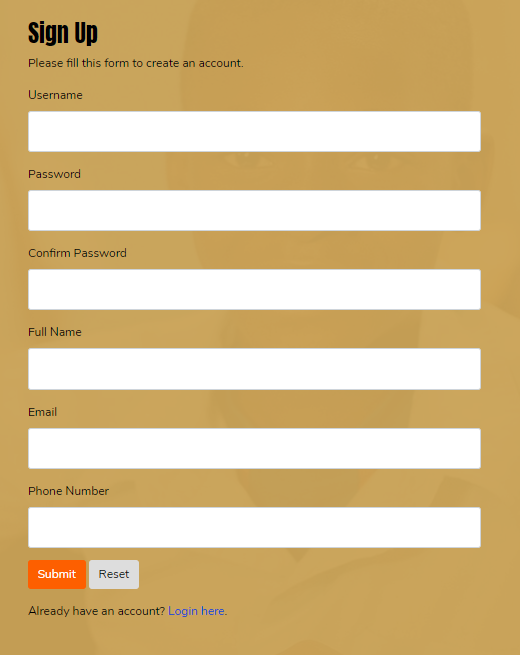 Sign Up
Please fill this form to create an account.
Username
Password
Confirm Password
Full Name
Email
Phone Number
Submit Reset
Already have an account? Login here.